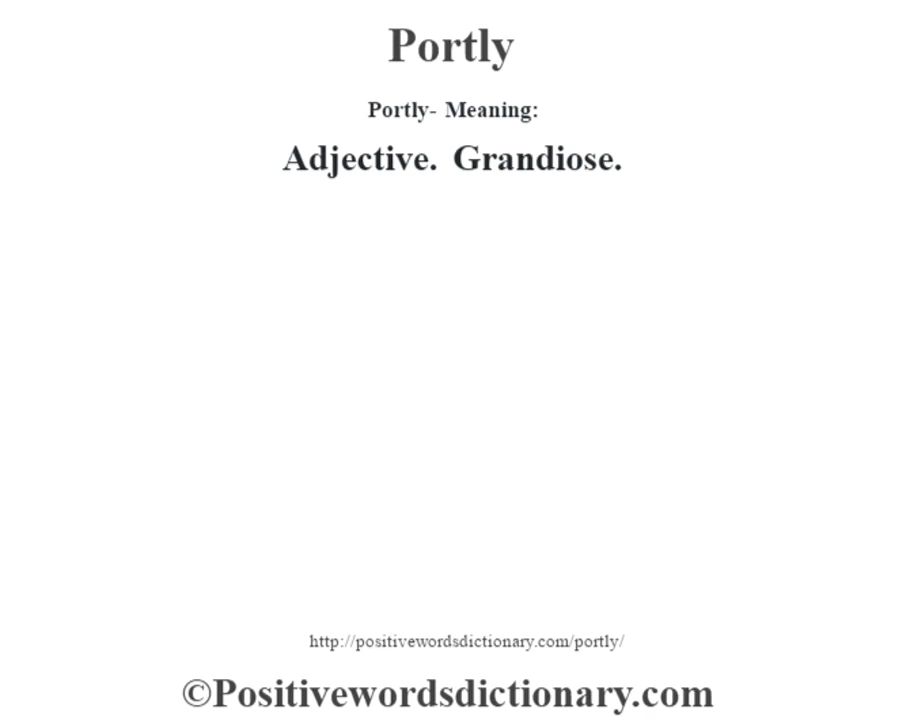 Portly
Portly- Meaning:
Adjective. Grandiose.
http://positivewordsdictionary.com/portly/
©Positivewordsdictionary.com